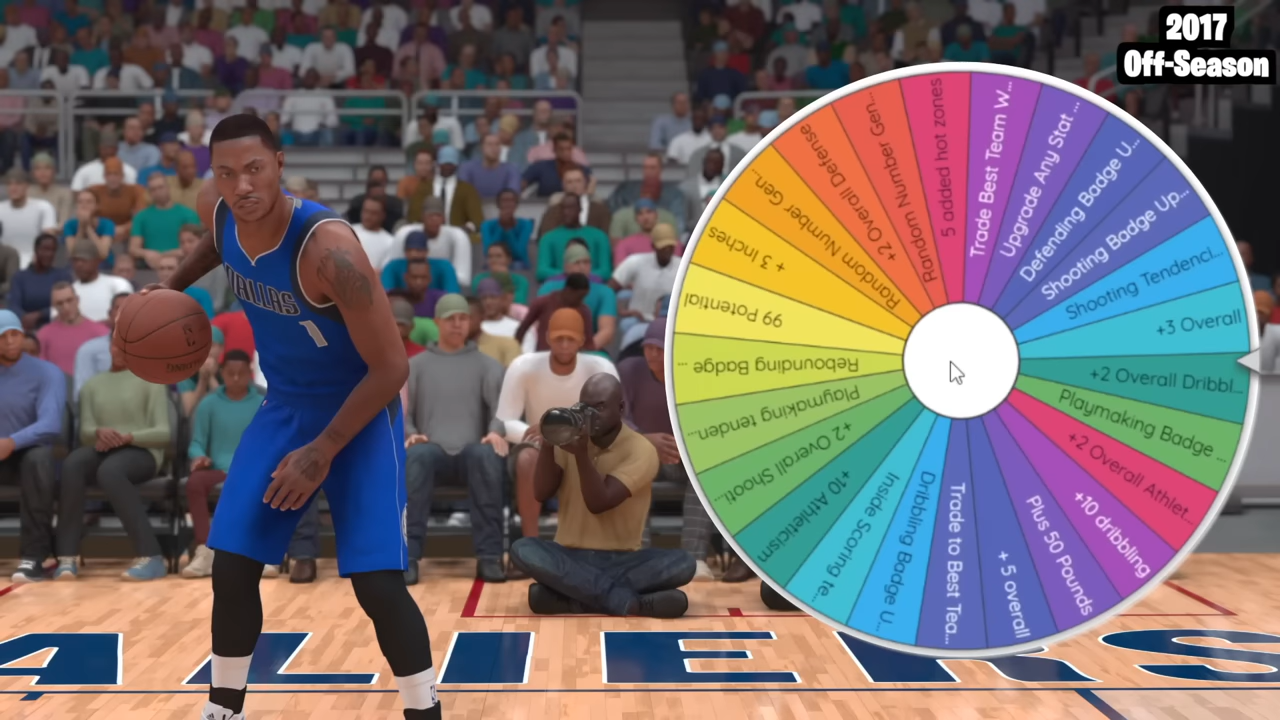 2017
Off-Season
DALLAS
1
ALIERS
5 added hot zones
Trade Best Team W...
Upgrade Any Stat ...
Defending Badge U...
Shooting Badge Up...
Shooting Tendenci...
+3 Overall
+2 Overall Dribbl...
Playmaking Badge ...
+2 Overall Athlet...
+10 dribbling
Plus 50 Pounds
+ 5 overall
Trade to Best Tea...
Dribbling Badge U...
Inside scoring te...
+10 Athleticism
+2 Overall Shooti...
Playmaking tenden...
Rebounding Badge ...
99 Potential
+ 3 Inches
Random Number Gen...
+2 Overall Defense
Random Number Gen...